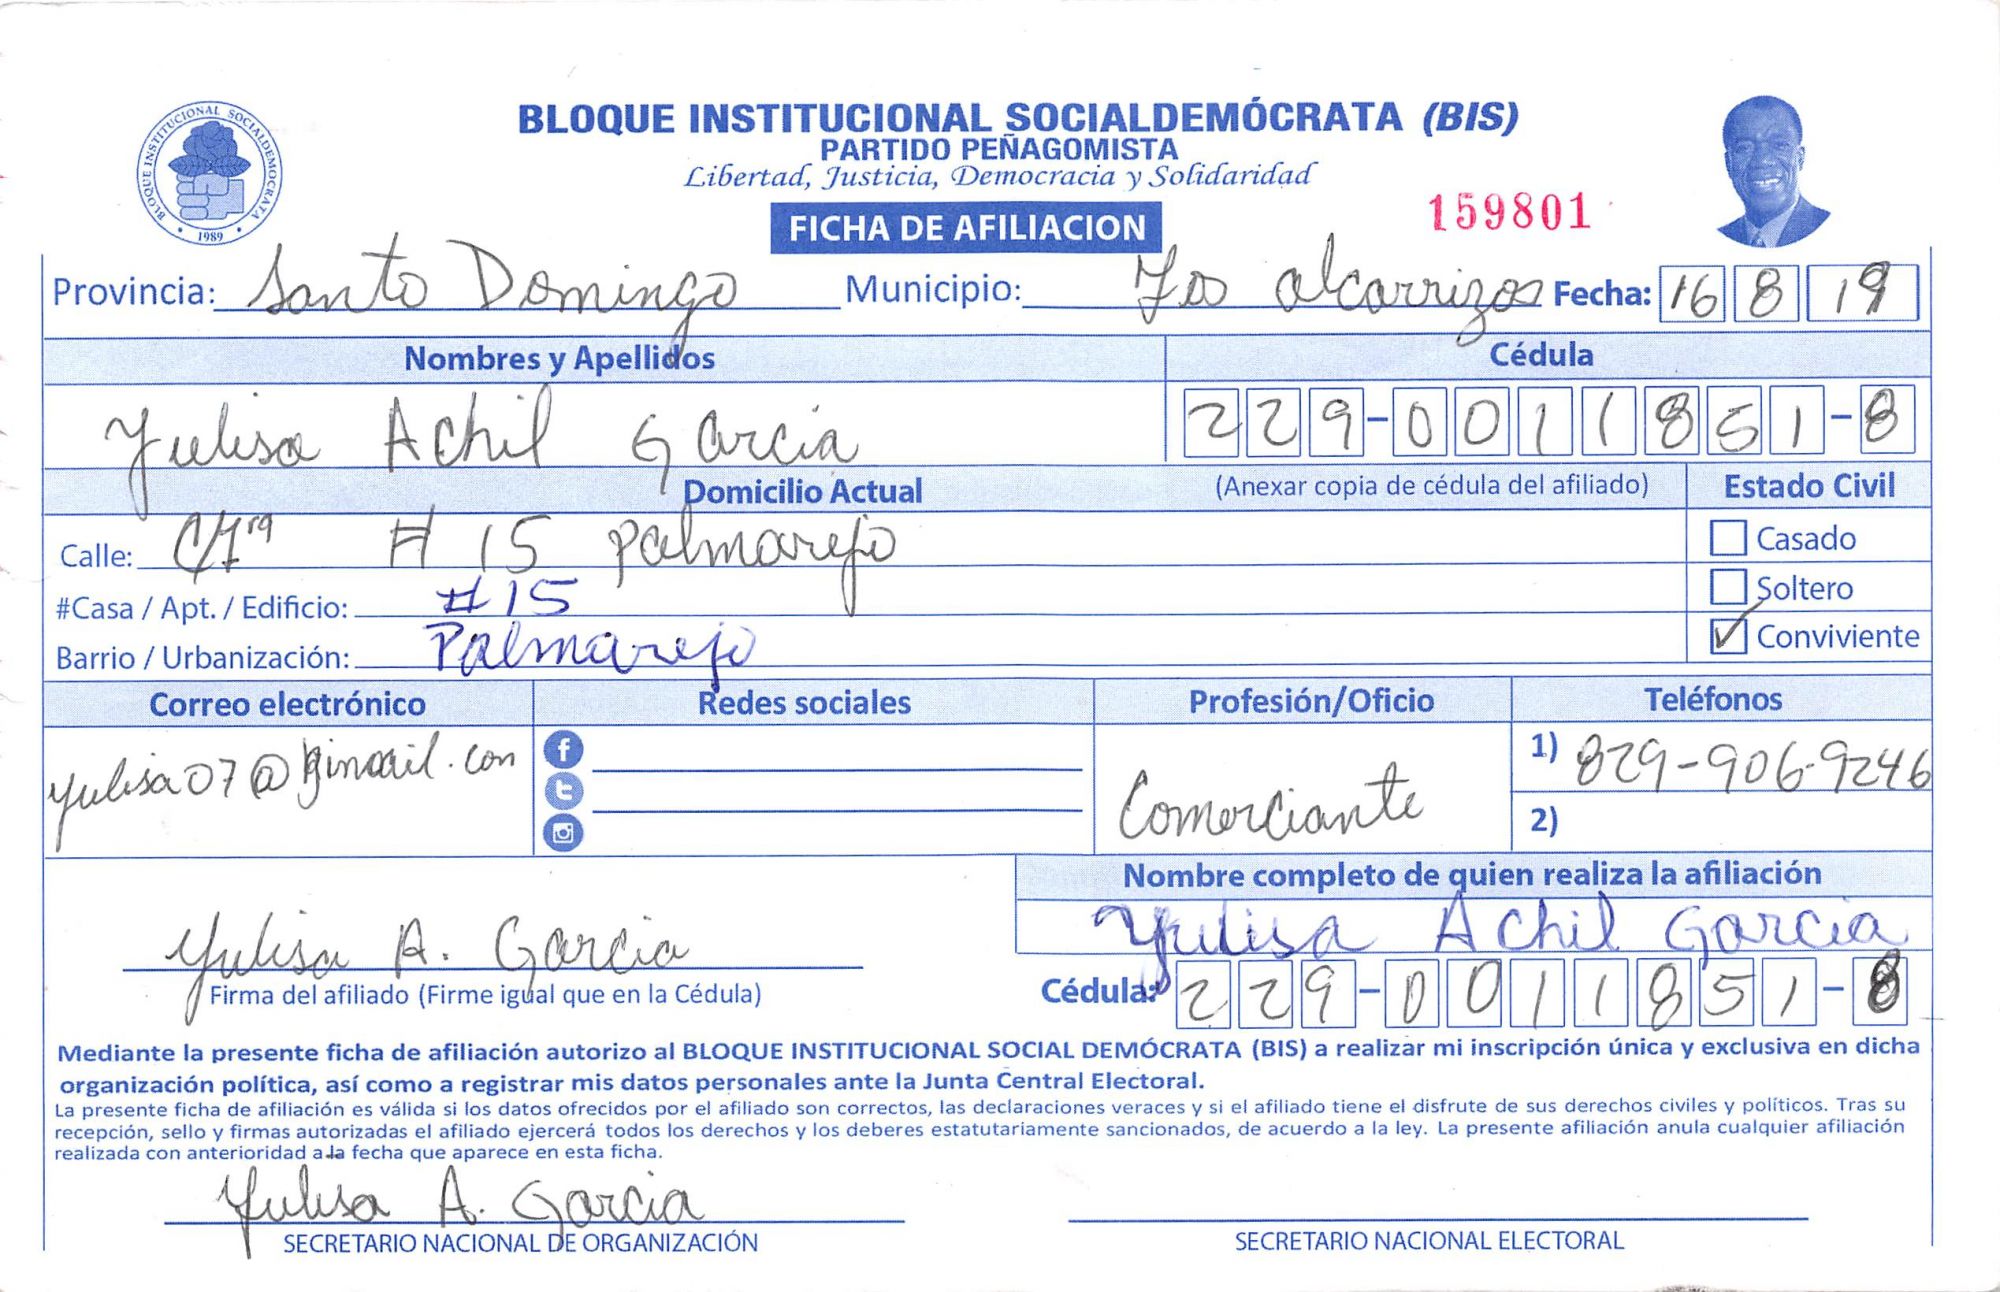 BLOQUE INSTITUCIONAL SOCIALDEMÓCRATA (BIS)
PARTIDO PEÑAGOMISTA
Libertad, Justicia, Democracia y Solidaridad
BLOQUE INSTITUCIONAL SOCIALDEMOCRATA
1989
159801
FICHA DE AFILIACION
Provincia: Santo Domingo Municipio: Los alcarrizos Fecha: 16 8 19
Nombres y Apellidos Cédula
Yulisa Achil Garcia 229-0011851-8
Domicilio Actual (Anexar copia de cédula del afiliado) Estado Civil
Calle: C/1ra # 15 palmarejo Casado
#Casa / Apt. / Edificio: #15 Soltero
Barrio / Urbanización: Palmarejo Conviviente
Correo electrónico Redes sociales Profesión/Oficio Teléfonos
yulisa07@ .con Comerciante 1) 829-906-9246
2)
Nombre completo de quien realiza la afiliación
Yulisa A. Garcia Yulisa Achil Garcia
Firma del afiliado (Firme igual que en la Cédula) Cédula: 229-0011851-8
Mediante la presente ficha de afiliación autorizo al BLOQUE INSTITUCIONAL SOCIAL DEMÓCRATA (BIS) a realizar mi inscripción única y exclusiva en dicha
organización política, así como a registrar mis datos personales ante la Junta Central Electoral.
La presente ficha de afiliación es válida si los datos ofrecidos por el afiliado son correctos, las declaraciones veraces y si el afiliado tiene el disfrute de sus derechos civiles y políticos. Tras su
recepción, sello y firmas autorizadas el afiliado ejercerá todos los derechos y los deberes estatutariamente sancionados, de acuerdo a la ley. La presente afiliación anula cualquier afiliación
realizada con anterioridad a la fecha que aparece en esta ficha.
Yulisa A. Garcia
SECRETARIO NACIONAL DE ORGANIZACIÓN SECRETARIO NACIONAL ELECTORAL